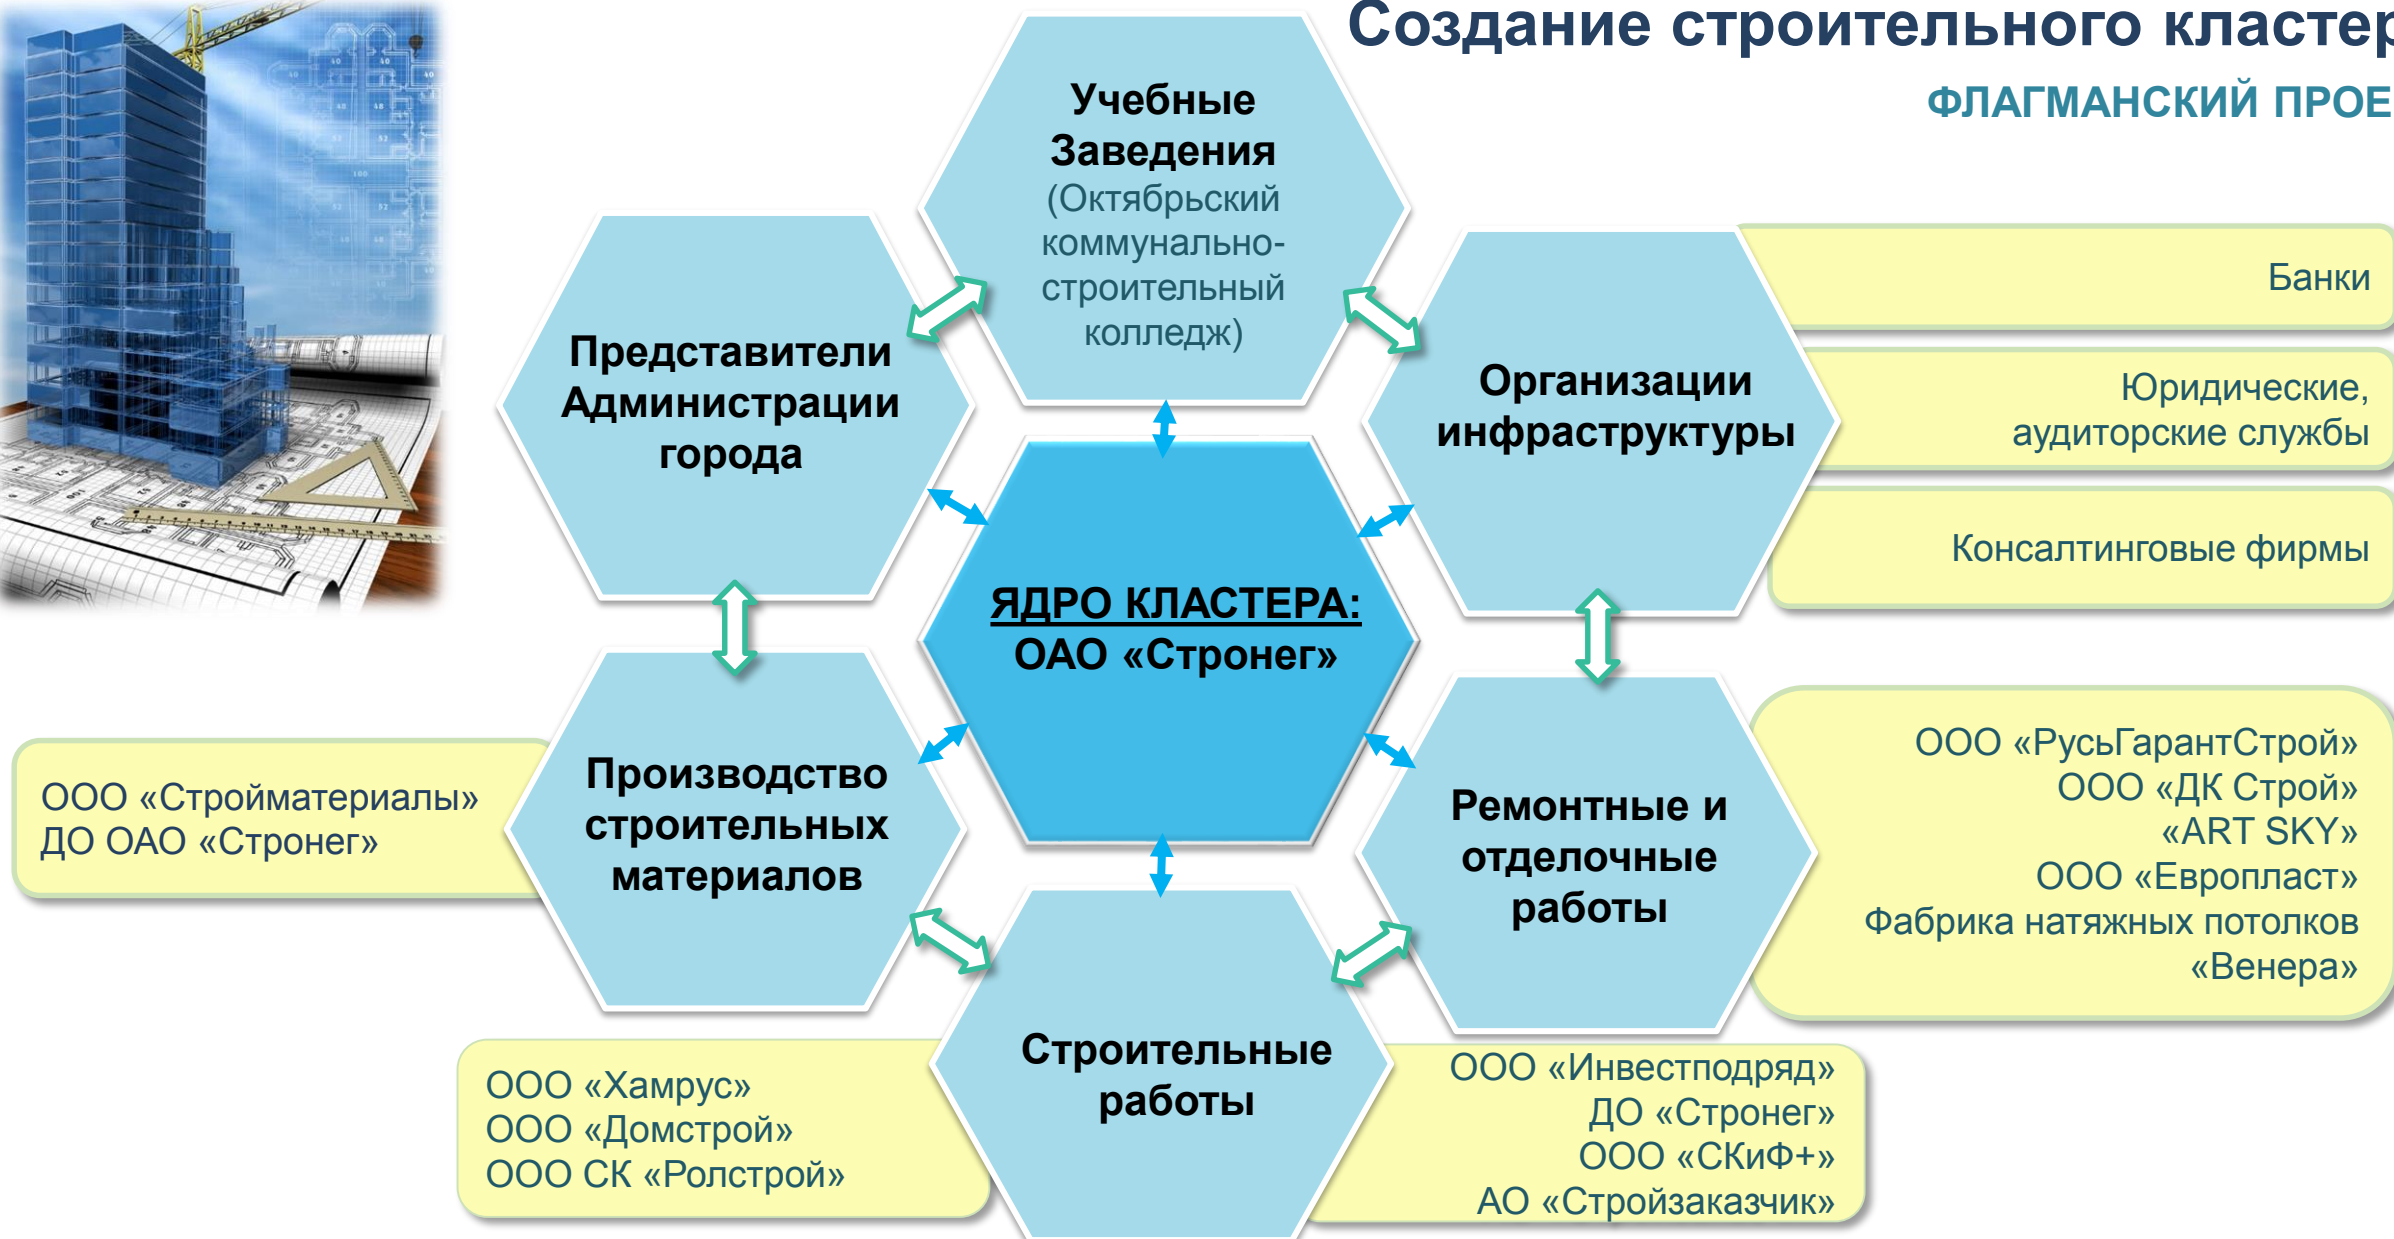 Создание строительного кластер
ФЛАГМАНСКИЙ ПРОЕ
Учебные
Заведения
(Октябрьский
коммунально-
строительный
колледж)
Представители
Администрации
города
Организации
инфраструктуры
Банки
Юридические,
аудиторские службы
Консалтинговые фирмы
ЯДРО КЛАСТЕРА:
ОАО «Стронег»
Производство
строительных
материалов
ООО «Стройматериалы»
ДО ОАО «Стронег»
Ремонтные и
отделочные
работы
ООО «РусьГарантСтрой»
ООО «ДК Строй»
«ART SKY»
ООО «Европласт»
Фабрика натяжных потолков
«Венера»
Строительные
работы
ООО «Хамрус»
ООО «Домстрой»
ООО СК «Ролстрой»
ООО «Инвестподряд»
ДО «Стронег»
ООО «СКиФ+»
АО «Стройзаказчик»